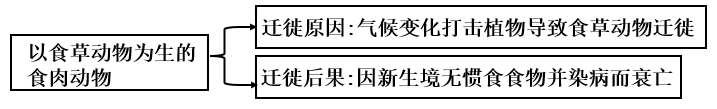 迁徙原因:气候变化打击植物导致食草动物迁徙
以食草动物为生的
食肉动物
迁徙后果:因新生境无惯食食物并染病而衰亡